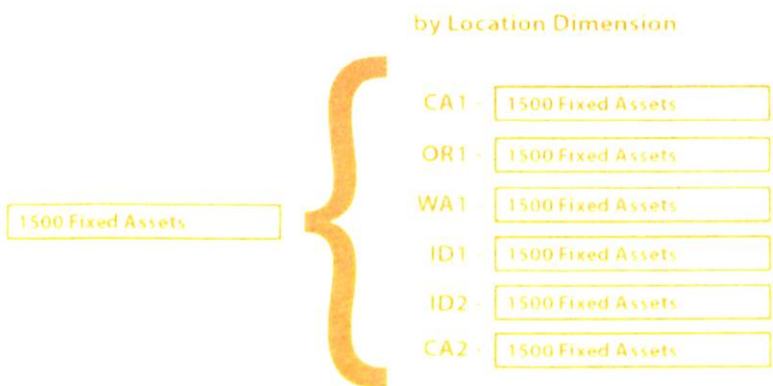 by Location Dimension
CA1 - 1500 Fixed Assets
OR1 - 1500 Fixed Assets
WA1 - 1500 Fixed Assets
1500 Fixed Assets
ID1 - 1500 Fixed Assets
ID2 - 1500 Fixed Assets
CA2 - 1500 Fixed Assets